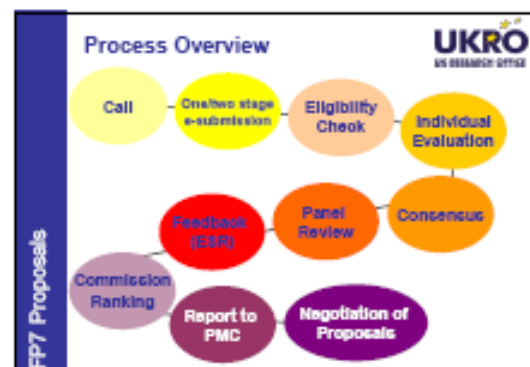 Process Overview
UKRO
UK RESEARCH OFFICE
Call
One/two stage
e-submission
Eligibility
Check
Individual
Evaluation
Feedback
(ESR)
Panel
Review
Consensus
Commission
Ranking
Report to
PMC
Negotiation of
Proposals
FP7 Proposals